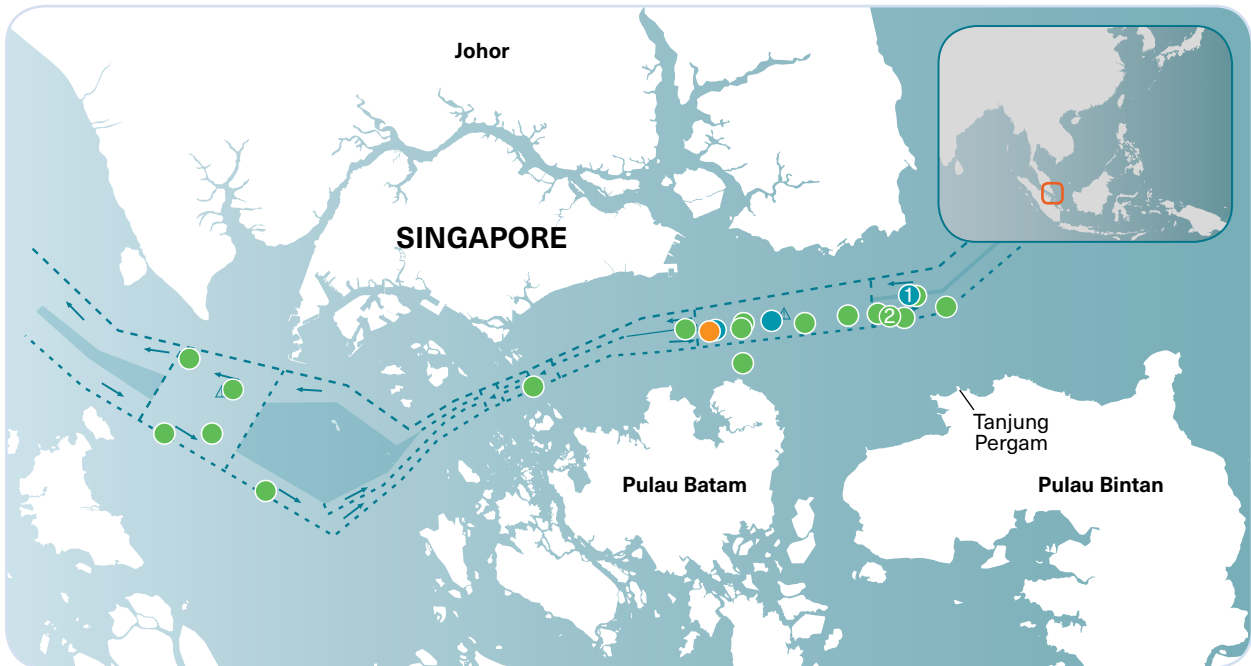 Johor
SINGAPORE
1
2
Tanjung
Pergam
Pulau Batam
Pulau Bintan